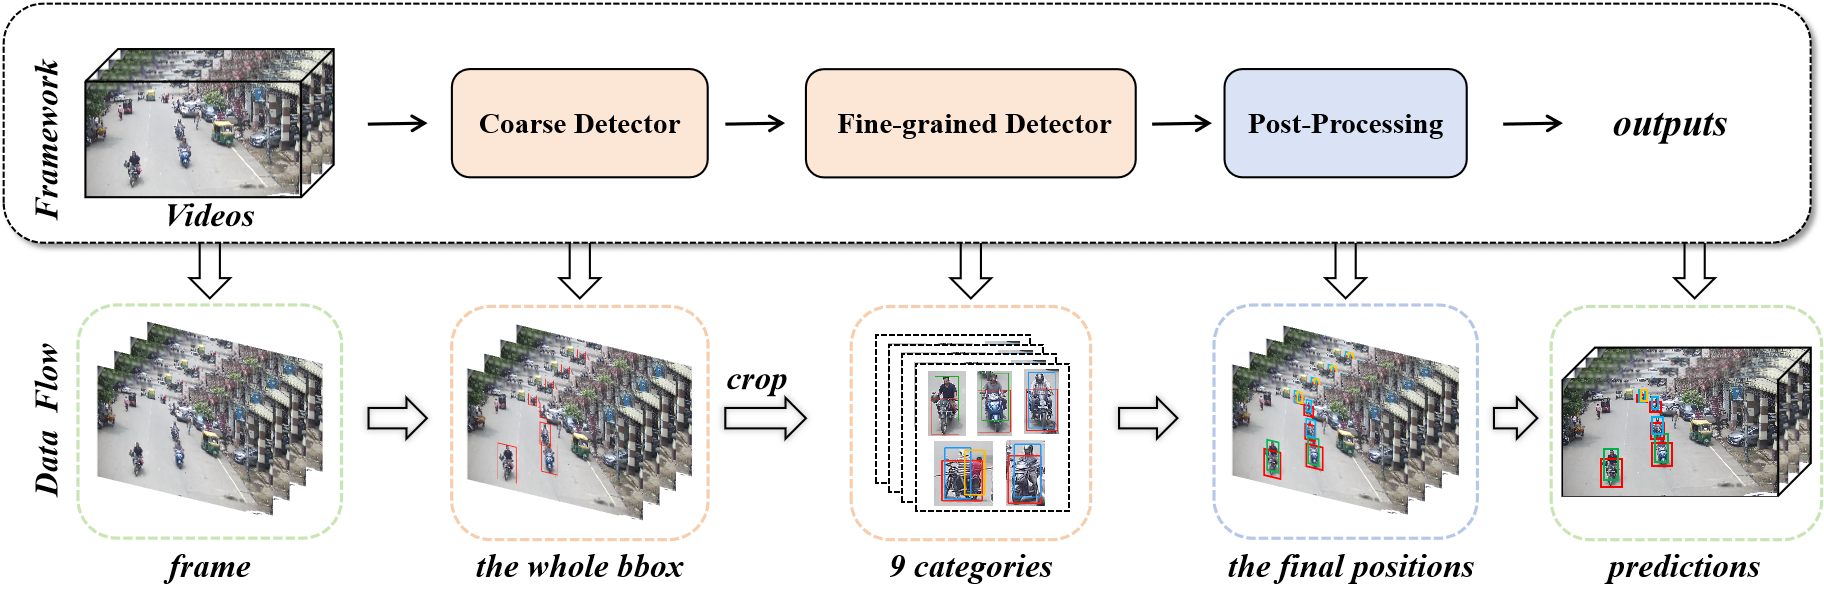 Framework
Videos
Coarse Detector
Fine-grained Detector
Post-Processing
outputs
Data Flow
crop
frame
the whole bbox
9 categories
the final positions
predictions